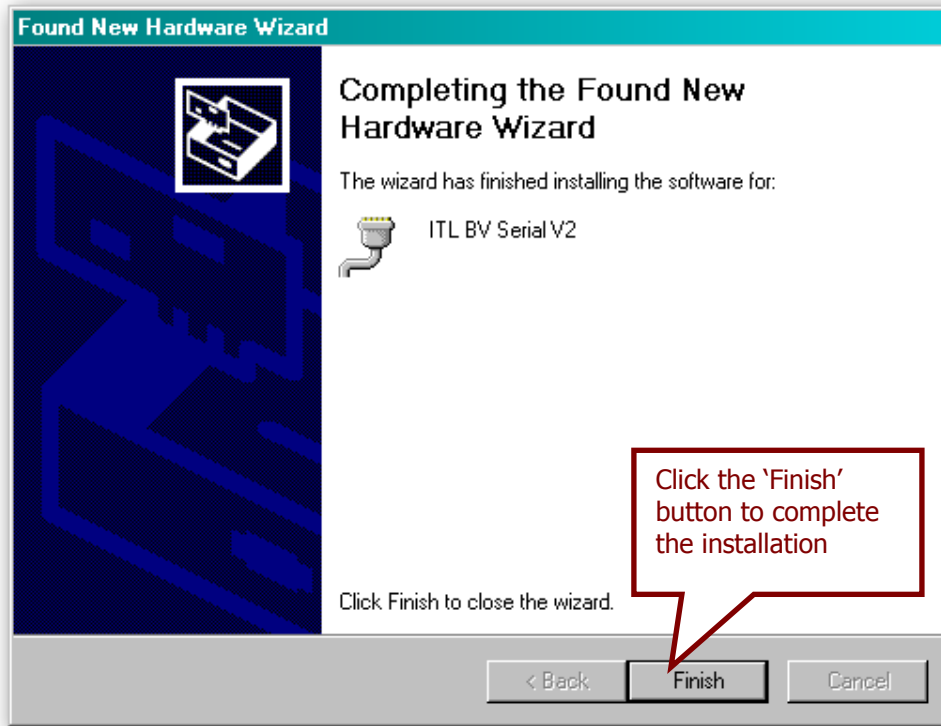 Found New Hardware Wizard
Completing the Found New
Hardware Wizard
The wizard has finished installing the software for:
ITL BV Serial V2
Click the ‘Finish’
button to complete
the installation
Click Finish to close the wizard.
< Back
Finish
Cancel